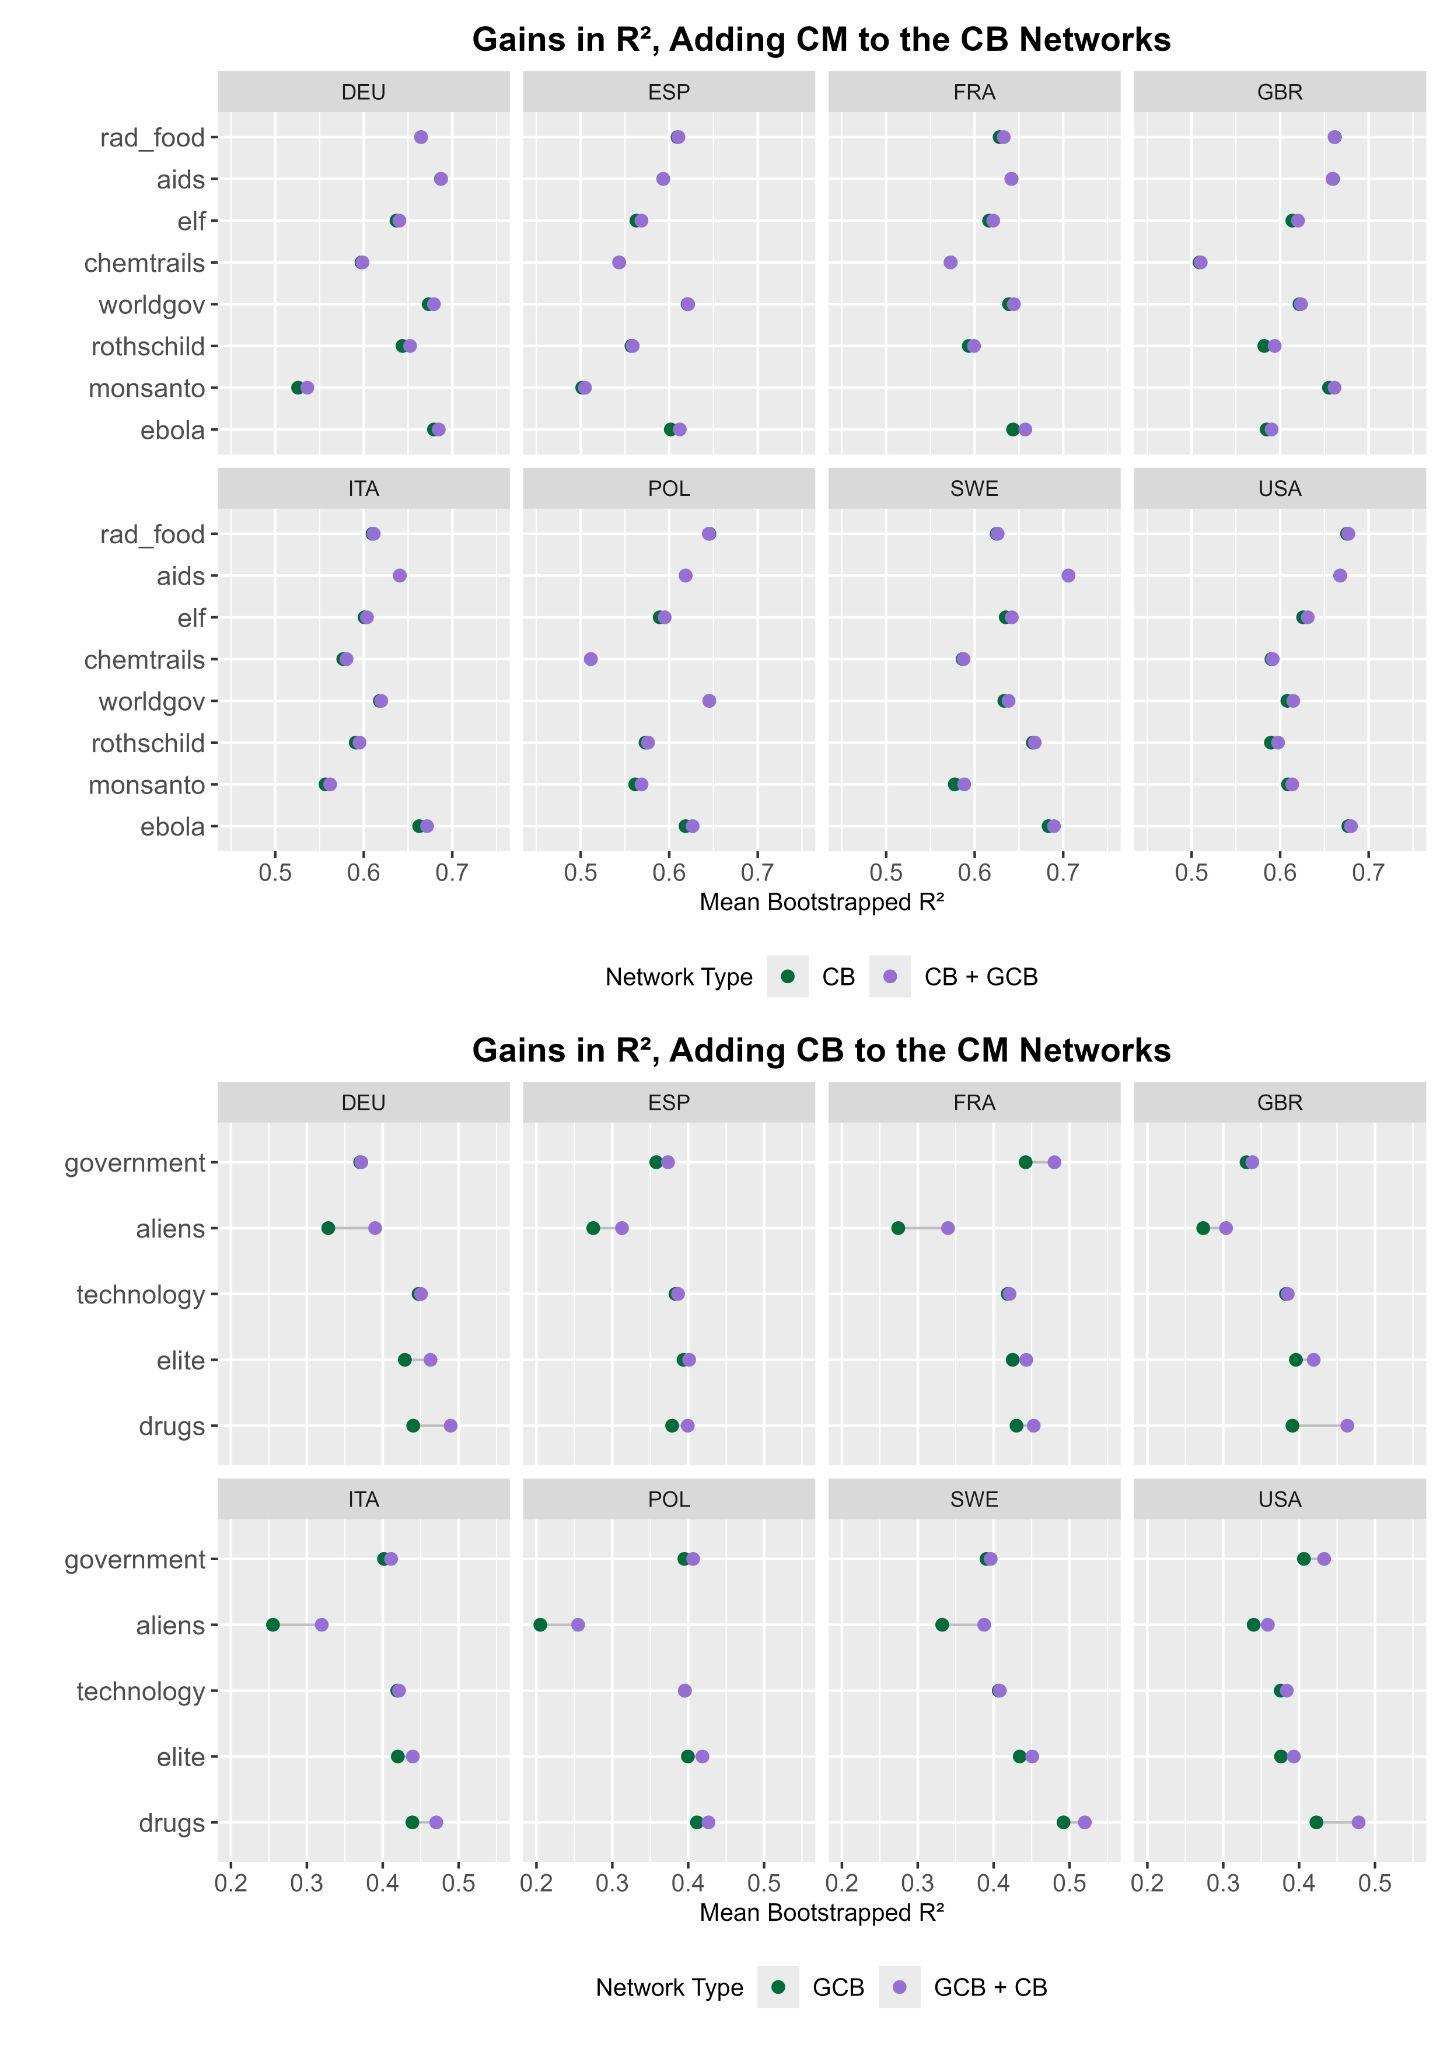 Gains in R², Adding CM to the CB Networks
DEU ESP FRA GBR
rad_food
aids
elf
chemtrails
worldgov
rothschild
monsanto
ebola
ITA POL SWE USA
rad_food
aids
elf
chemtrails
worldgov
rothschild
monsanto
ebola
0.5 0.6 0.7 0.5 0.6 0.7 0.5 0.6 0.7 0.5 0.6 0.7
Mean Bootstrapped R²
Network Type CB CB + GCB
Gains in R², Adding CB to the CM Networks
DEU ESP FRA GBR
government
aliens
technology
elite
drugs
ITA POL SWE USA
government
aliens
technology
elite
drugs
0.2 0.3 0.4 0.5 0.2 0.3 0.4 0.5 0.2 0.3 0.4 0.5 0.2 0.3 0.4 0.5
Mean Bootstrapped R²
Network Type GCB GCB + CB